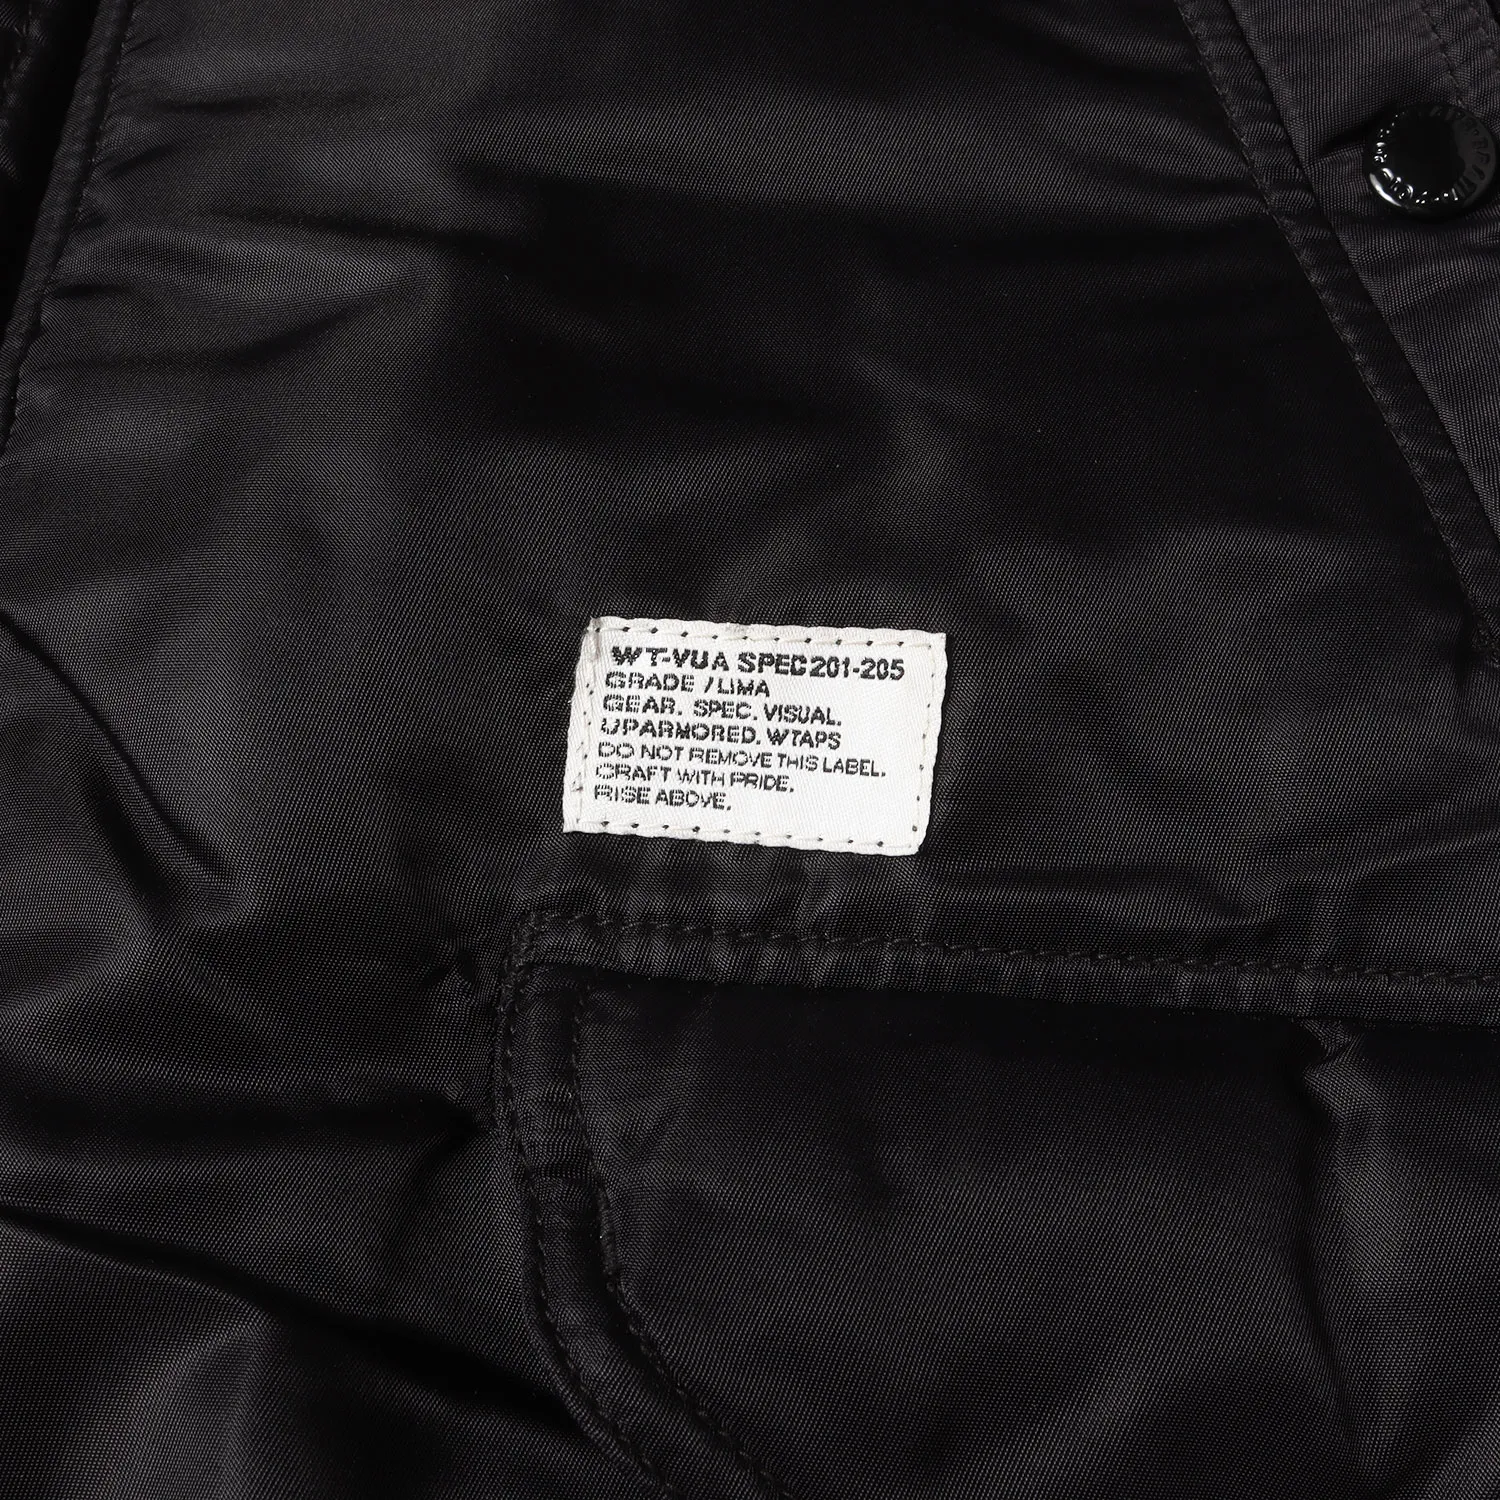 WT-VUA SPEC201-205
GRADE / LIMA
GEAR. SPEC. VISUAL.
UPARMORED. WTAPS
DO NOT REMOVE THIS LABEL.
CRAFT WITH PRIDE.
RISE ABOVE.